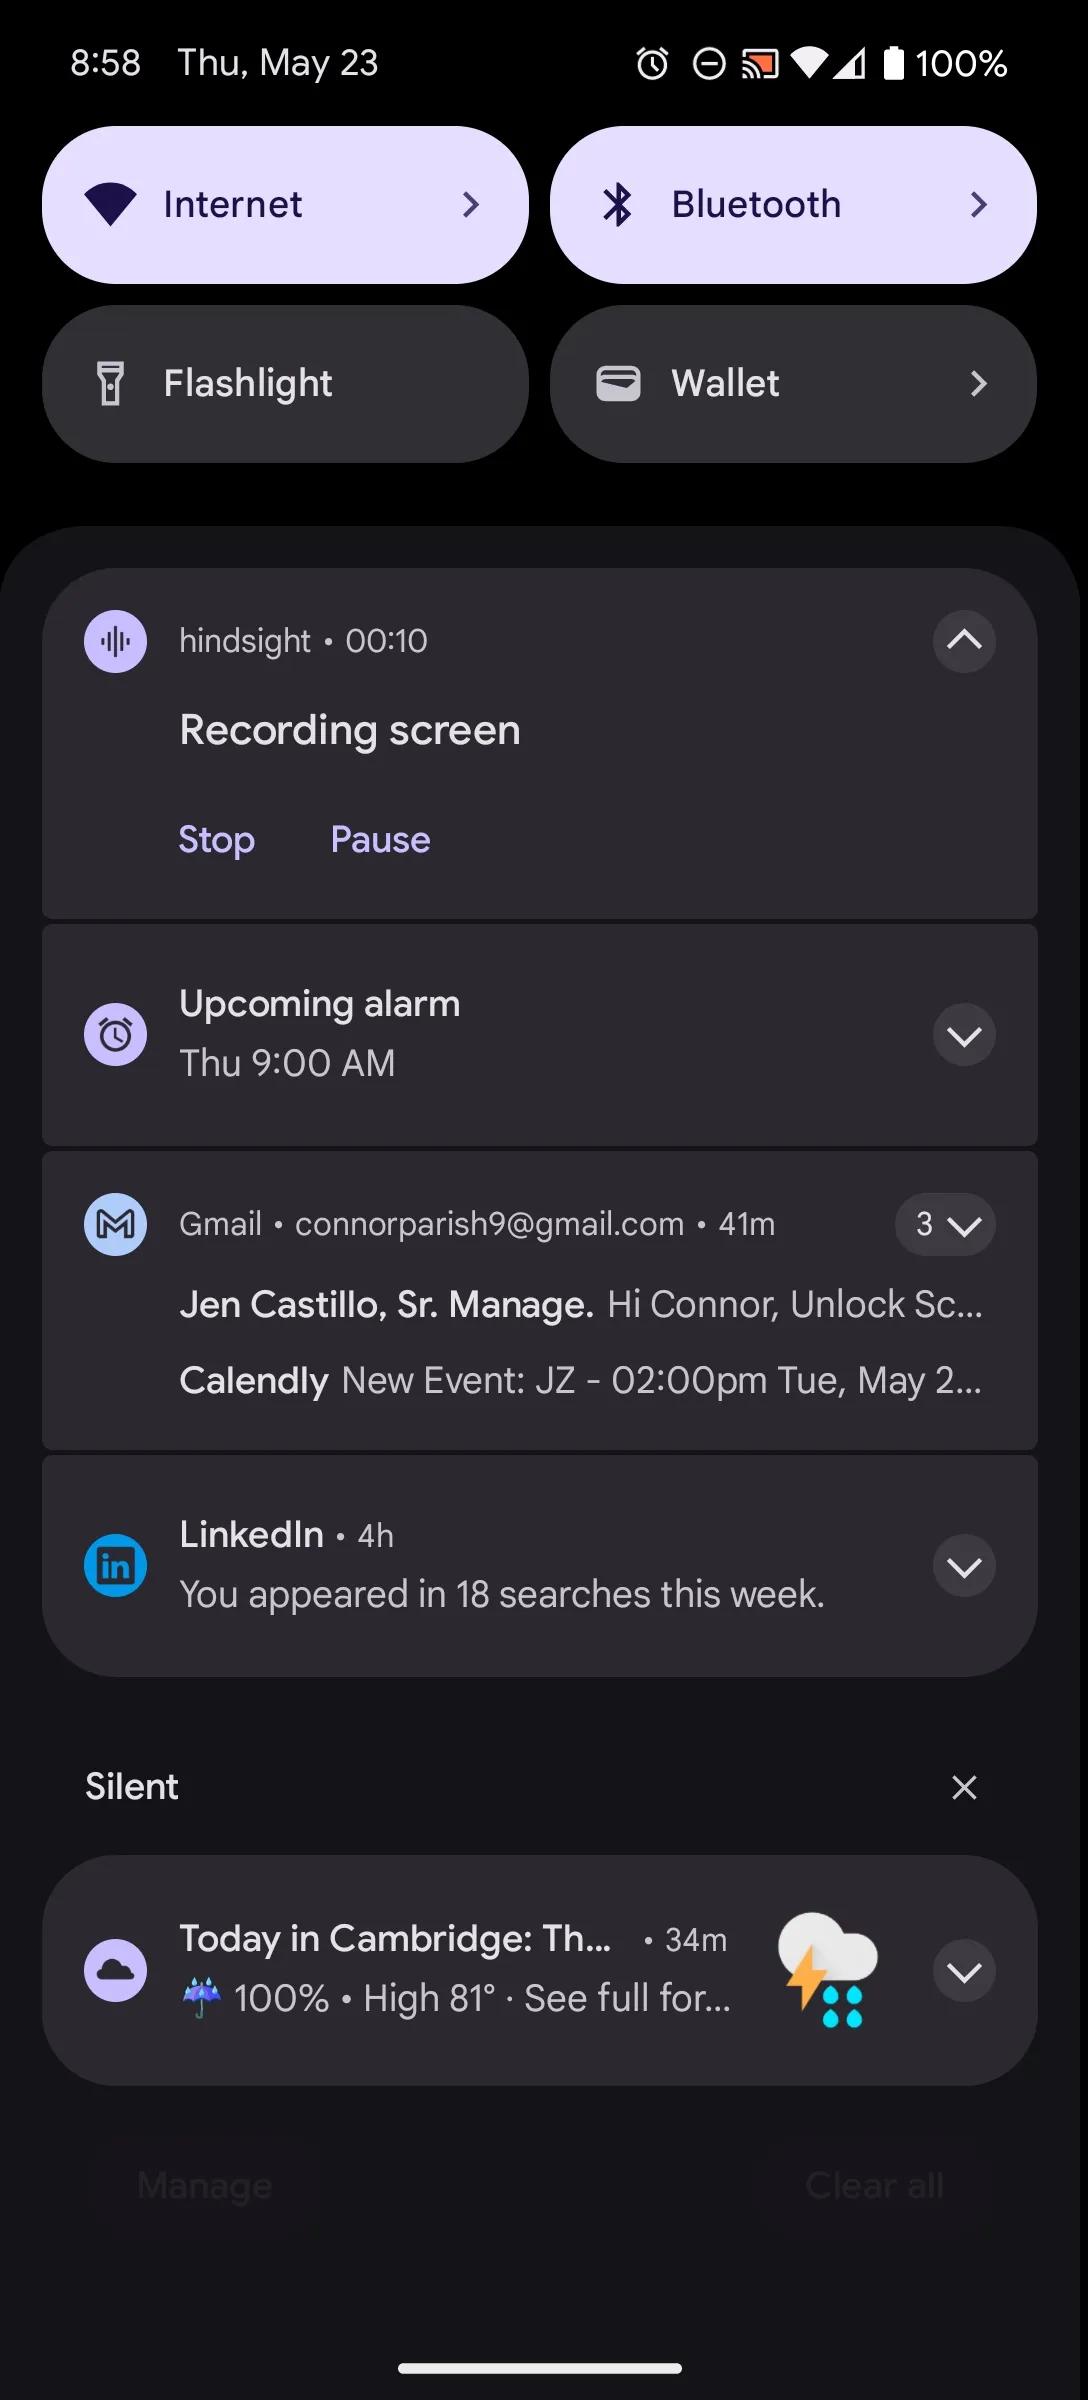 8:58 Thu, May 23 100%
Internet Bluetooth
Flashlight Wallet
hindsight • 00:10
Recording screen
Stop Pause
Upcoming alarm
Thu 9:00 AM
Gmail • connorparish9@gmail.com • 41m 3
Jen Castillo, Sr. Manage. Hi Connor, Unlock Sc...
Calendly New Event: JZ - 02:00pm Tue, May 2...
LinkedIn • 4h
in
You appeared in 18 searches this week.
Silent
Today in Cambridge: Th... • 34m
☔ 100% • High 81° · See full for...
Manage Clear all